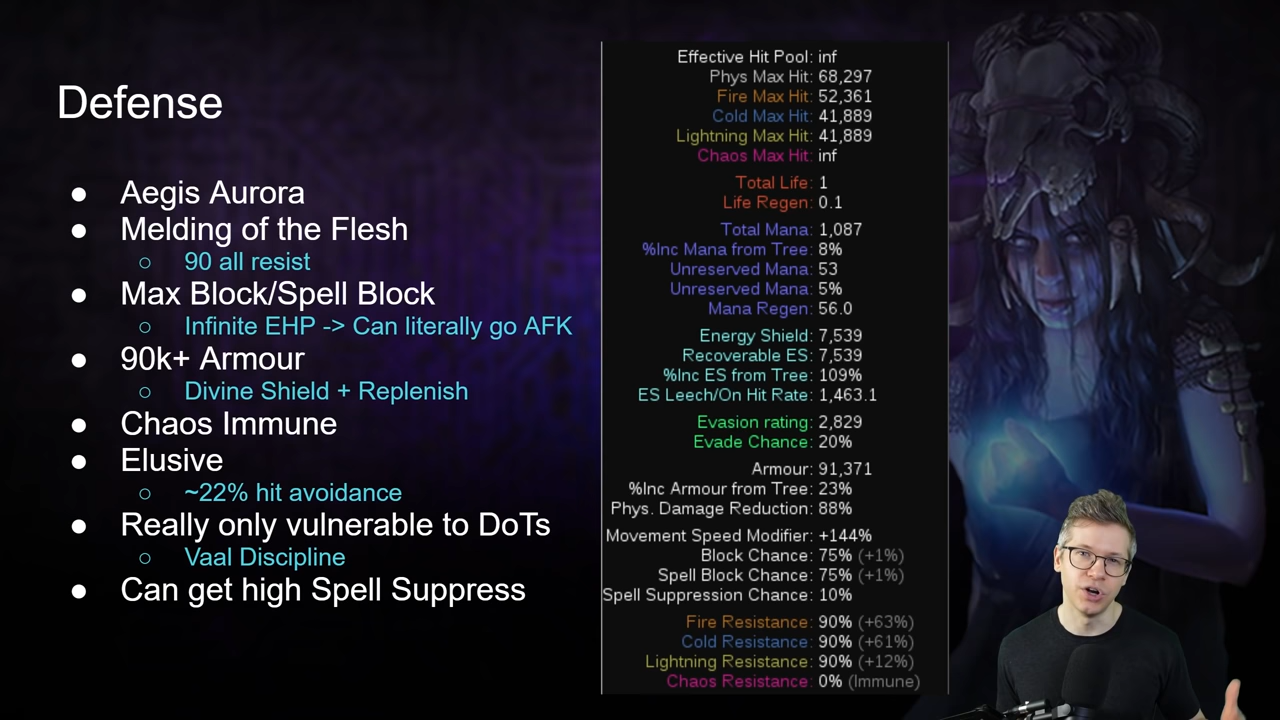 Defense
● Aegis Aurora
● Melding of the Flesh
○ 90 all resist
● Max Block/Spell Block
○ Infinite EHP -> Can literally go AFK
● 90k+ Armour
○ Divine Shield + Replenish
● Chaos Immune
● Elusive
○ ~22% hit avoidance
● Really only vulnerable to DoTs
○ Vaal Discipline
● Can get high Spell Suppress
Effective Hit Pool: inf
Phys Max Hit: 68,297
Fire Max Hit: 52,361
Cold Max Hit: 41,889
Lightning Max Hit: 41,889
Chaos Max Hit: inf
Total Life: 1
Life Regen: 0.1
Total Mana: 1,087
%Inc Mana from Tree: 8%
Unreserved Mana: 53
Unreserved Mana: 5%
Mana Regen: 56.0
Energy Shield: 7,539
Recoverable ES: 7,539
%Inc ES from Tree: 109%
ES Leech/On Hit Rate: 1,463.1
Evasion rating: 2,829
Evade Chance: 20%
Armour: 91,371
%Inc Armour from Tree: 23%
Phys. Damage Reduction: 88%
Movement Speed Modifier: +144%
Block Chance: 75% (+1%)
Spell Block Chance: 75% (+1%)
Spell Suppression Chance: 10%
Fire Resistance: 90% (+63%)
Cold Resistance: 90% (+61%)
Lightning Resistance: 90% (+12%)
Chaos Resistance: 0% (Immune)